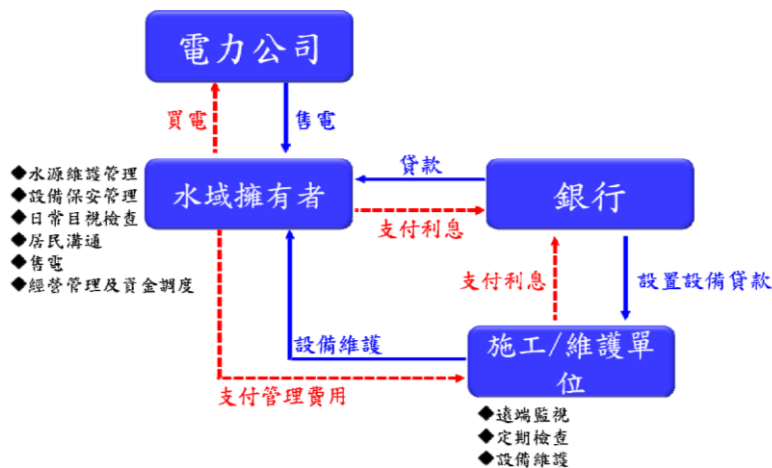 電力公司
買電
售電
◆水源維護管理
◆設備保安管理
◆日常目視檢查
◆居民溝通
◆售電
◆經營管理及資金調度
水域擁有者
貸款
支付利息
銀行
支付利息
設置設備貸款
設備維護
支付管理費用
施工/維護單
位
◆遠端監視
◆定期檢查
◆設備維護